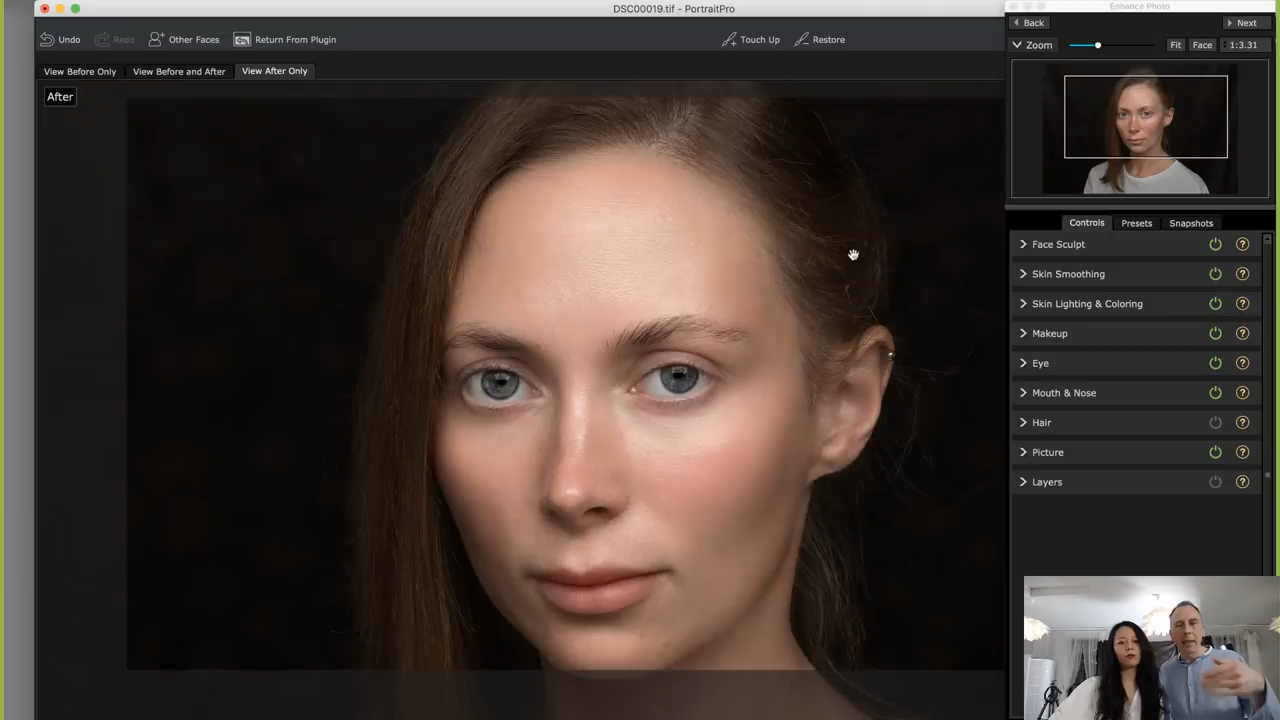 DSC00019.tif - PortraitPro
Enhance Photo
Undo Redo Other Faces Return From Plugin Touch Up Restore
Back Next
Zoom Fit Face 1:3.31
View Before Only View Before and After View After Only
After
Controls Presets Snapshots
Face Sculpt ?
Skin Smoothing ?
Skin Lighting & Coloring ?
Makeup ?
Eye ?
Mouth & Nose ?
Hair ?
Picture ?
Layers ?